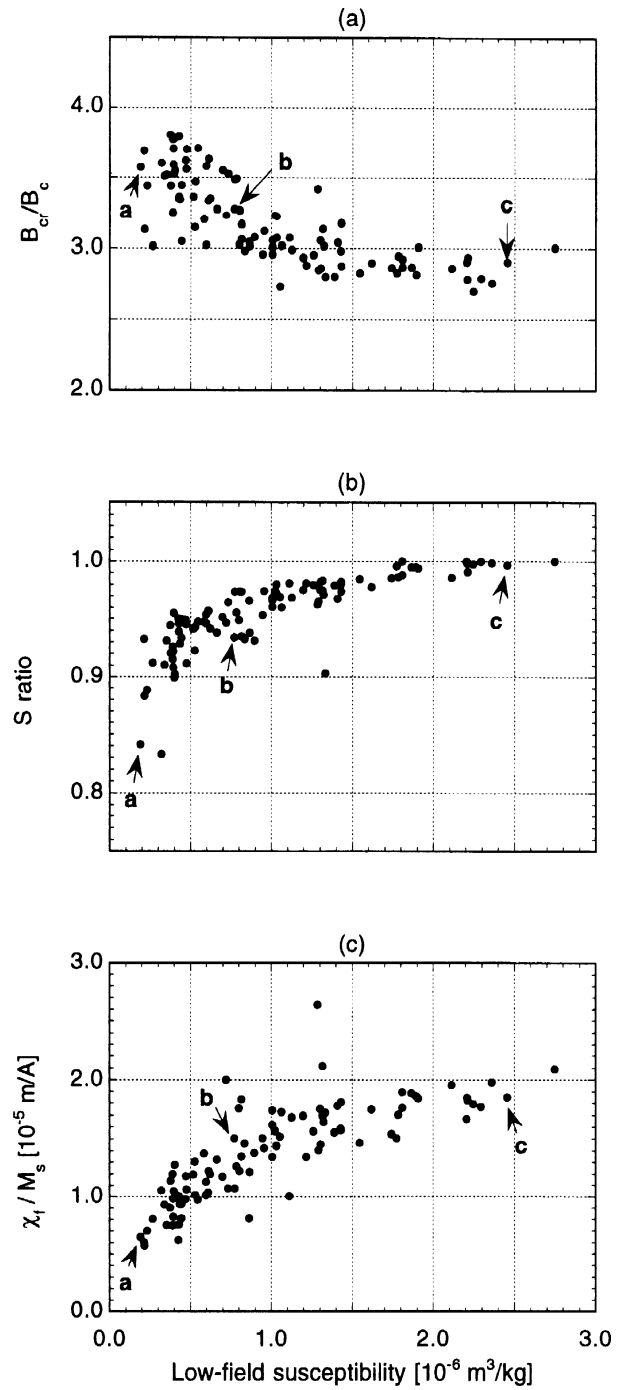 (a)
4.0
3.0
2.0
B_cr/B_c
a
b
c
(b)
1.0
0.9
0.8
S ratio
a
b
c
(c)
3.0
2.0
1.0
0.0
χ_f / M_s [10⁻⁵ m/A]
a
b
c
0.0 1.0 2.0 3.0
Low-field susceptibility [10⁻⁶ m³/kg]